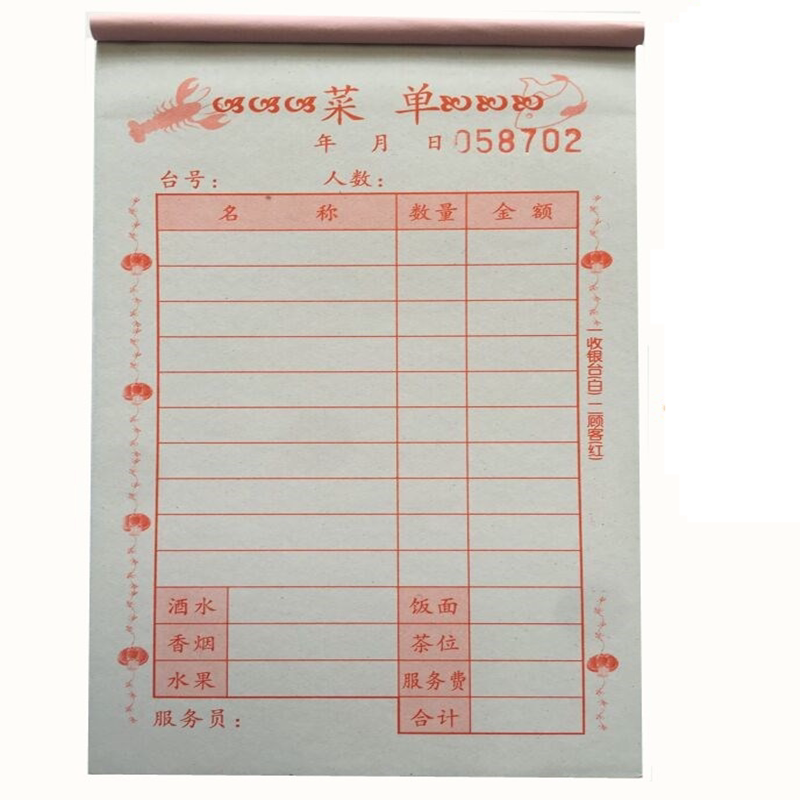 菜 单
年 月 日 058702
台号： 人数：
名 称 数量 金 额
酒水 饭面
香烟 茶位
水果 服务费
服务员： 合计
一收银台(白) 二顾客(红)